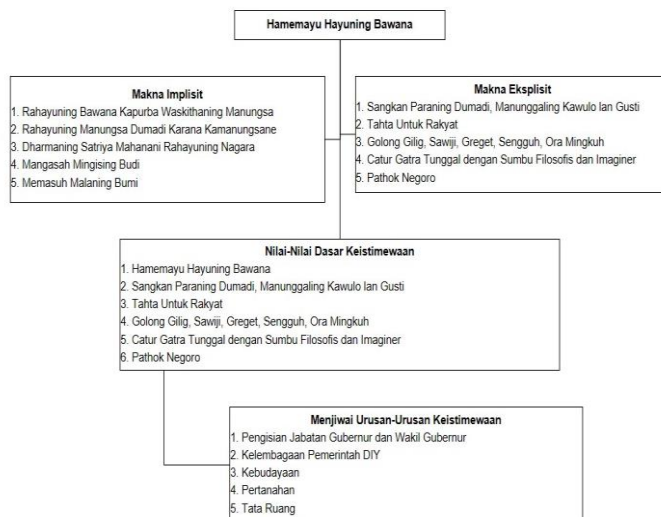 Hamemayu Hayuning Bawana
Makna Implisit
1. Rahayuning Bawana Kapurba Waskithaning Manungsa
2. Rahayuning Manungsa Dumadi Karana Kamanungsane
3. Dharmaning Satriya Mahanani Rahayuning Nagara
4. Mangasah Mingising Budi
5. Memasuh Malaning Bumi
Makna Eksplisit
1. Sangkan Paraning Dumadi, Manunggaling Kawulo lan Gusti
2. Tahta Untuk Rakyat
3. Golong Gilig, Sawiji, Greget, Sengguh, Ora Mingkuh
4. Catur Gatra Tunggal dengan Sumbu Filosofis dan Imaginer
5. Pathok Negoro
Nilai-Nilai Dasar Keistimewaan
1. Hamemayu Hayuning Bawana
2. Sangkan Paraning Dumadi, Manunggaling Kawulo lan Gusti
3. Tahta Untuk Rakyat
4. Golong Gilig, Sawiji, Greget, Sengguh, Ora Mingkuh
5. Catur Gatra Tunggal dengan Sumbu Filosofis dan Imaginer
6. Pathok Negoro
Menjiwai Urusan-Urusan Keistimewaan
1. Pengisian Jabatan Gubernur dan Wakil Gubernur
2. Kelembagaan Pemerintah DIY
3. Kebudayaan
4. Pertanahan
5. Tata Ruang